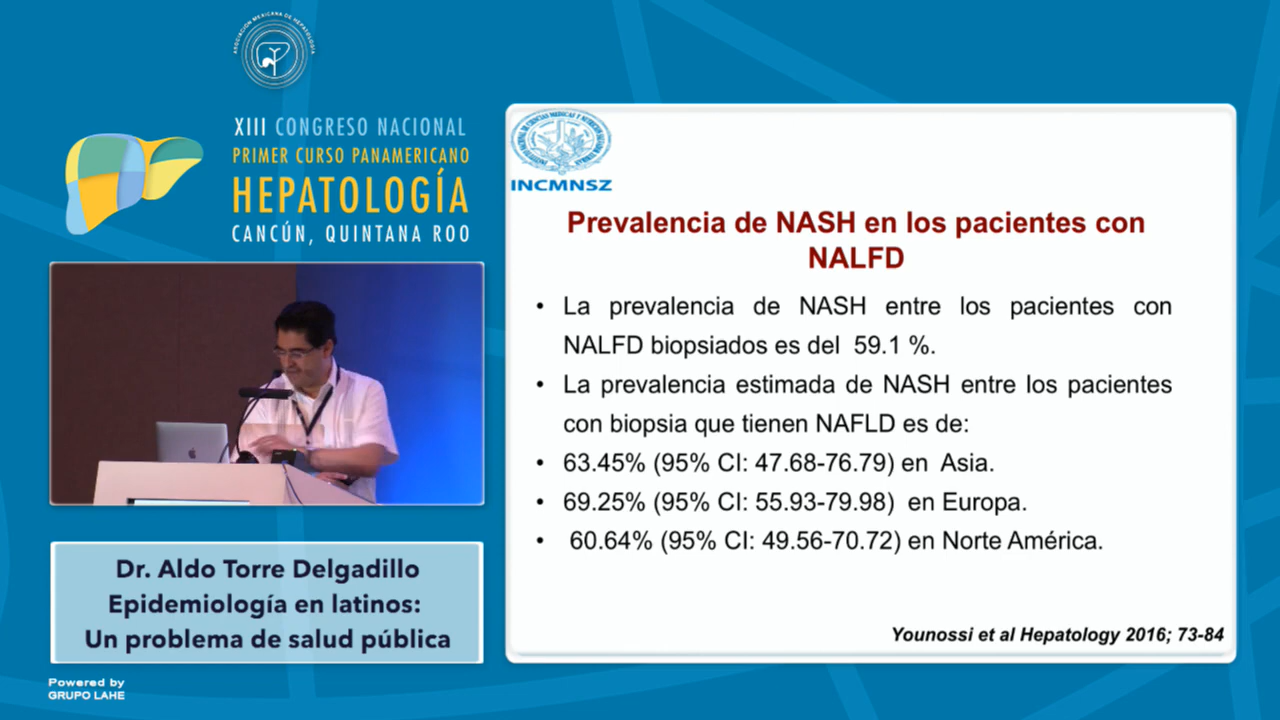 ASOCIACIÓN MEXICANA DE HEPATOLOGÍA
XIII CONGRESO NACIONAL
PRIMER CURSO PANAMERICANO
HEPATOLOGÍA
CANCÚN, QUINTANA ROO
INCMNSZ
Prevalencia de NASH en los pacientes con
NALFD
• La prevalencia de NASH entre los pacientes con
NALFD biopsiados es del 59.1 %.
• La prevalencia estimada de NASH entre los pacientes
con biopsia que tienen NAFLD es de:
• 63.45% (95% CI: 47.68-76.79) en Asia.
• 69.25% (95% CI: 55.93-79.98) en Europa.
• 60.64% (95% CI: 49.56-70.72) en Norte América.
Younossi et al Hepatology 2016; 73-84
Dr. Aldo Torre Delgadillo
Epidemiología en latinos:
Un problema de salud pública
Powered by
GRUPO LAHE